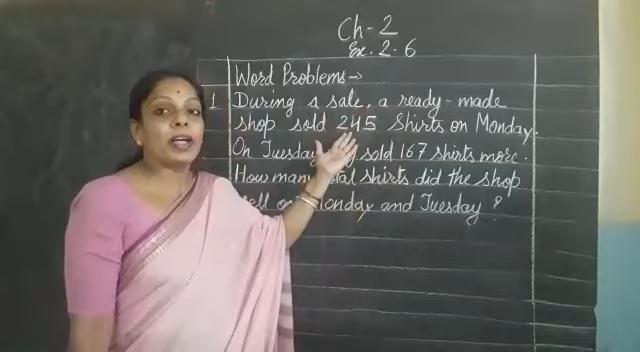 Ch-2
Ex. 2.6
Word Problems→
1 During a sale, a ready-made
shop sold 245 Shirts on Monday.
On Tuesday sold 167 shirts more.
How many shirts did the shop
Monday and Tuesday ?